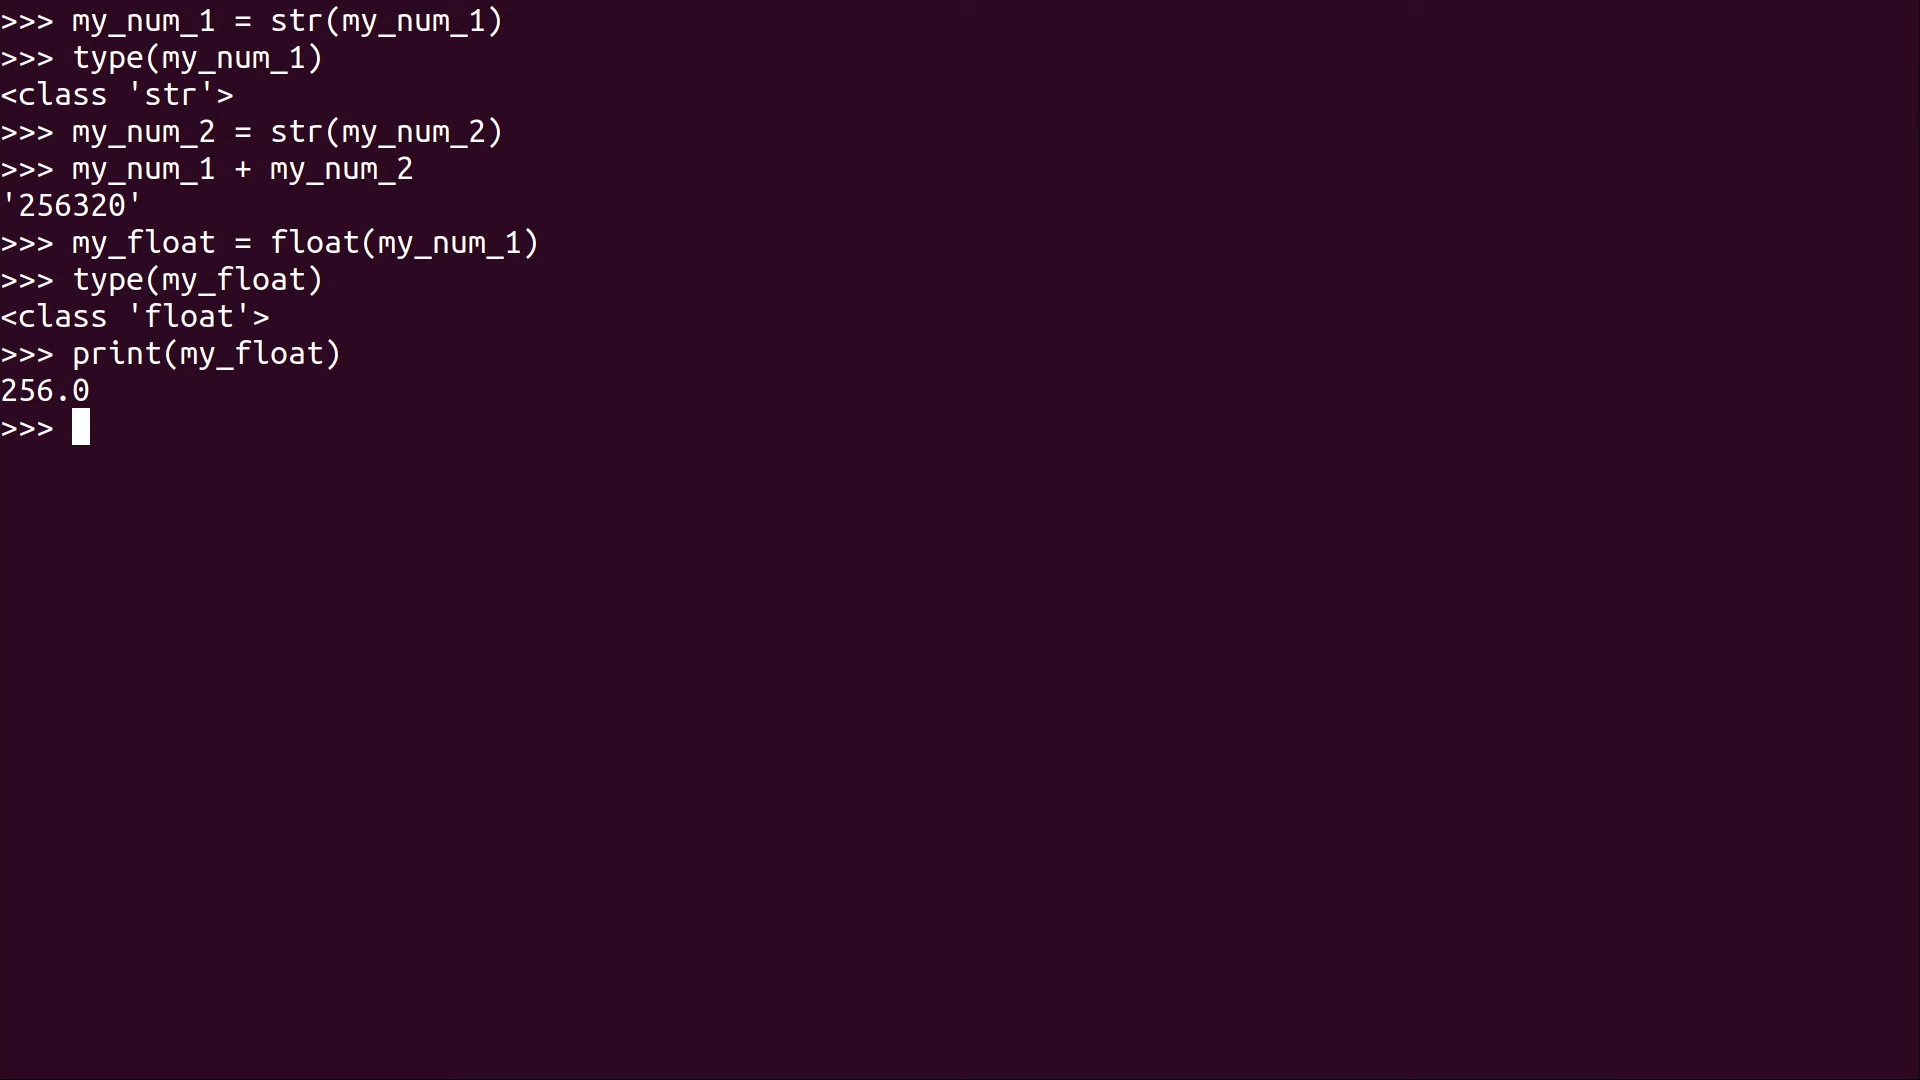 >>> my_num_1 = str(my_num_1)
>>> type(my_num_1)
<class 'str'>
>>> my_num_2 = str(my_num_2)
>>> my_num_1 + my_num_2
'256320'
>>> my_float = float(my_num_1)
>>> type(my_float)
<class 'float'>
>>> print(my_float)
256.0
>>>